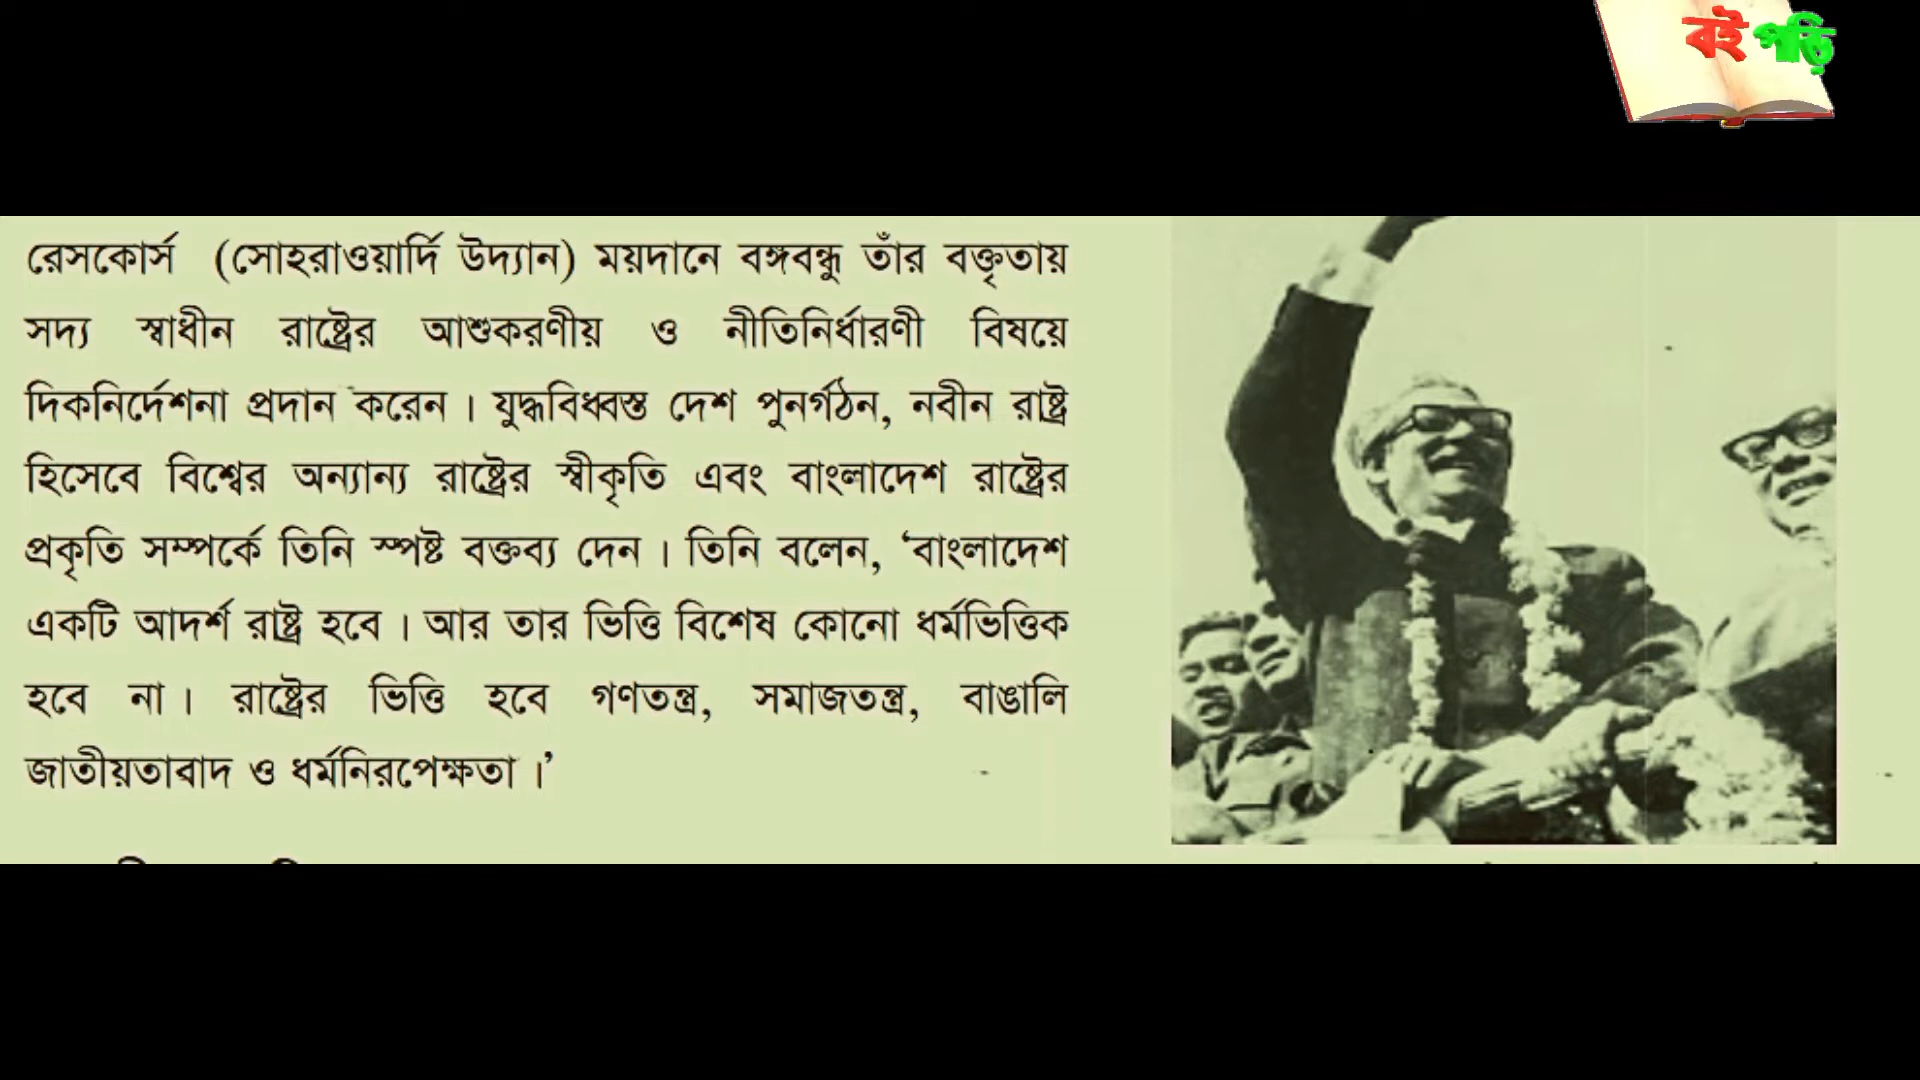 বই পড়ি
রেসকোর্স (সোহরাওয়ার্দি উদ্যান) ময়দানে বঙ্গবন্ধু তাঁর বক্তৃতায়
সদ্য স্বাধীন রাষ্ট্রের আশুকরণীয় ও নীতিনির্ধারণী বিষয়ে
দিকনির্দেশনা প্রদান করেন। যুদ্ধবিধ্বস্ত দেশ পুনর্গঠন, নবীন রাষ্ট্র
হিসেবে বিশ্বের অন্যান্য রাষ্ট্রের স্বীকৃতি এবং বাংলাদেশ রাষ্ট্রের
প্রকৃতি সম্পর্কে তিনি স্পষ্ট বক্তব্য দেন। তিনি বলেন, ‘বাংলাদেশ
একটি আদর্শ রাষ্ট্র হবে। আর তার ভিত্তি বিশেষ কোনো ধর্মভিত্তিক
হবে না। রাষ্ট্রের ভিত্তি হবে গণতন্ত্র, সমাজতন্ত্র, বাঙালি
জাতীয়তাবাদ ও ধর্মনিরপেক্ষতা।’